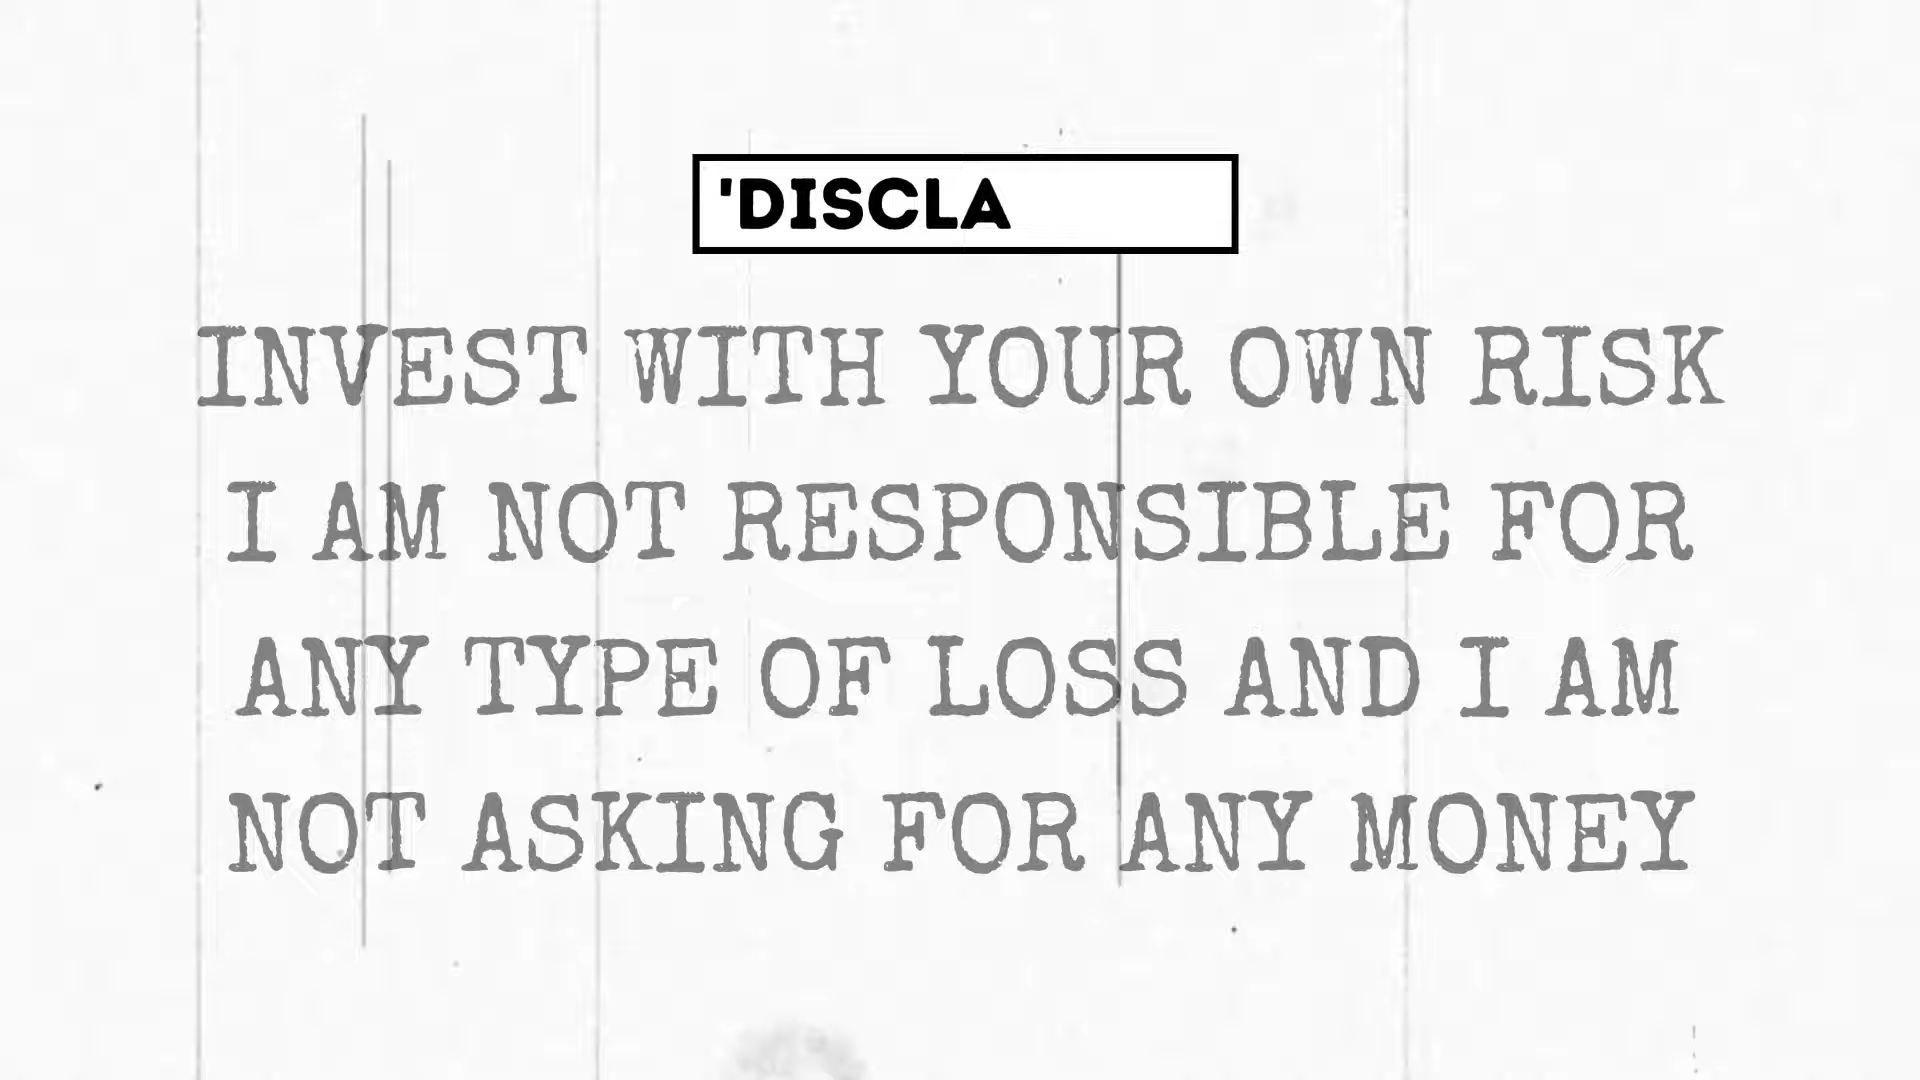 'DISCLA
INVEST WITH YOUR OWN RISK
I AM NOT RESPONSIBLE FOR
ANY TYPE OF LOSS AND I AM
NOT ASKING FOR ANY MONEY